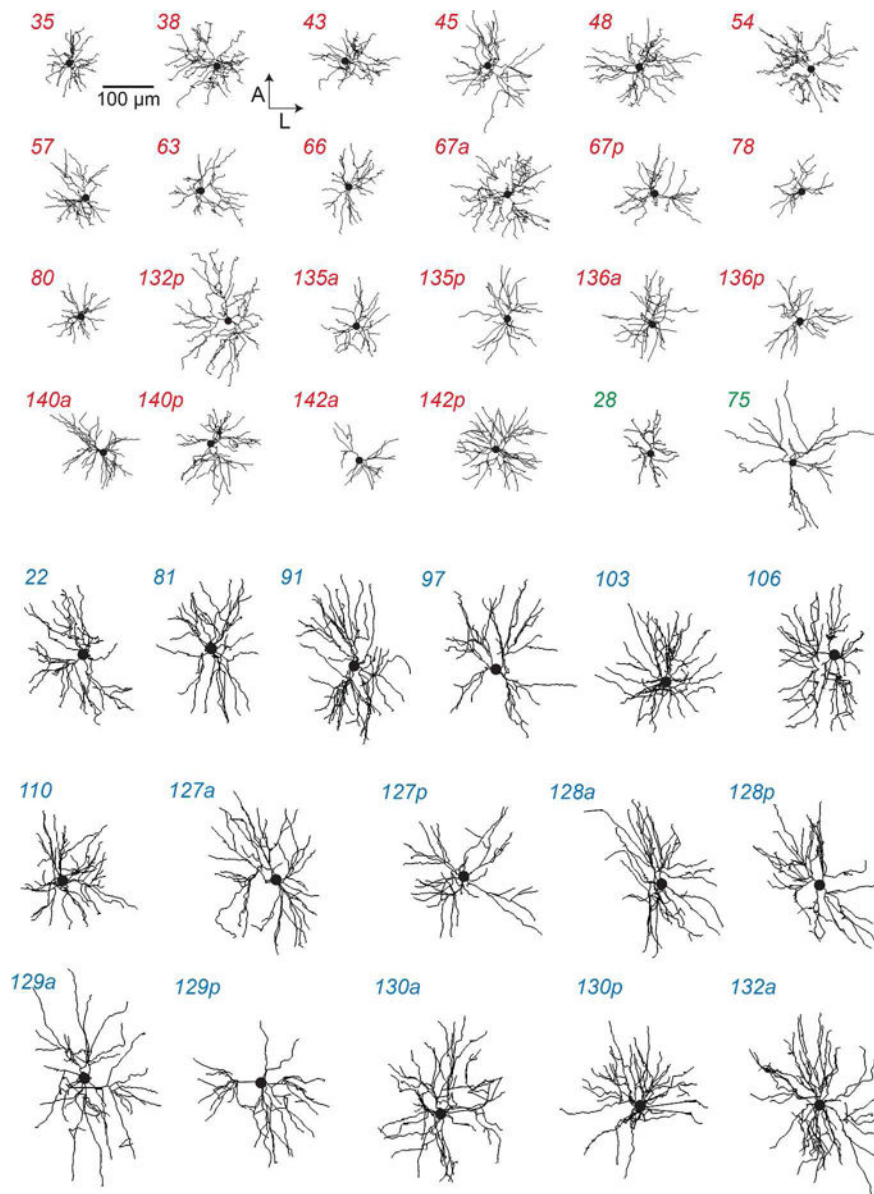 35 38 43 45 48 54
100 µm A
L
57 63 66 67a 67p 78
80 132p 135a 135p 136a 136p
140a 140p 142a 142p 28 75
22 81 91 97 103 106
110 127a 127p 128a 128p
129a 129p 130a 130p 132a